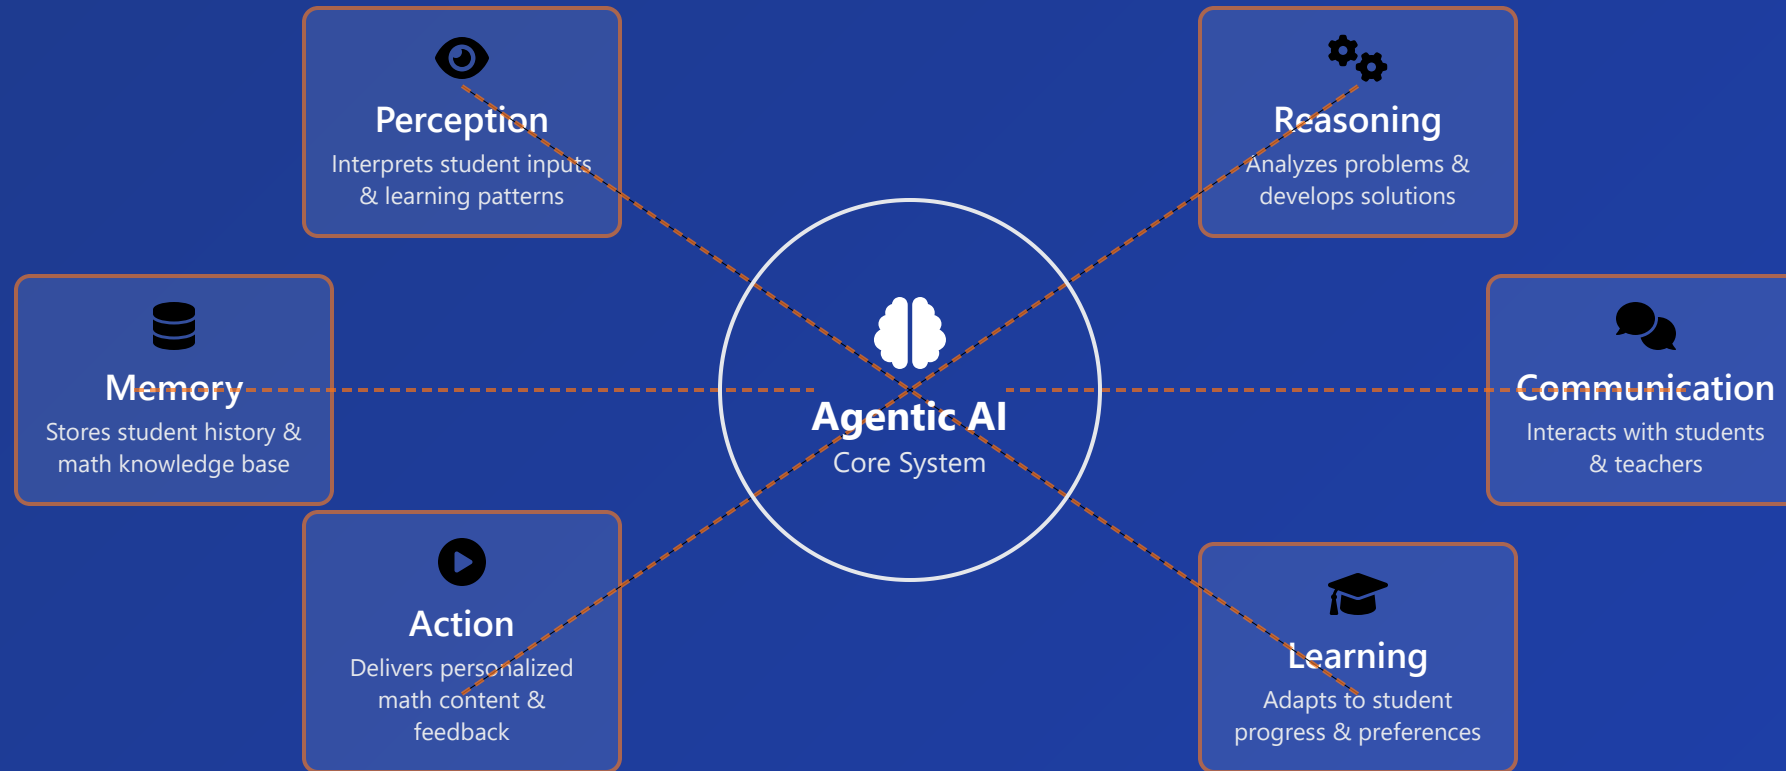 Perception
Interprets student inputs
& learning patterns
Reasoning
Analyzes problems &
develops solutions
Memory
Stores student history &
math knowledge base
Agentic AI
Core System
Communication
Interacts with students
& teachers
Action
Delivers personalized
math content &
feedback
Learning
Adapts to student
progress & preferences